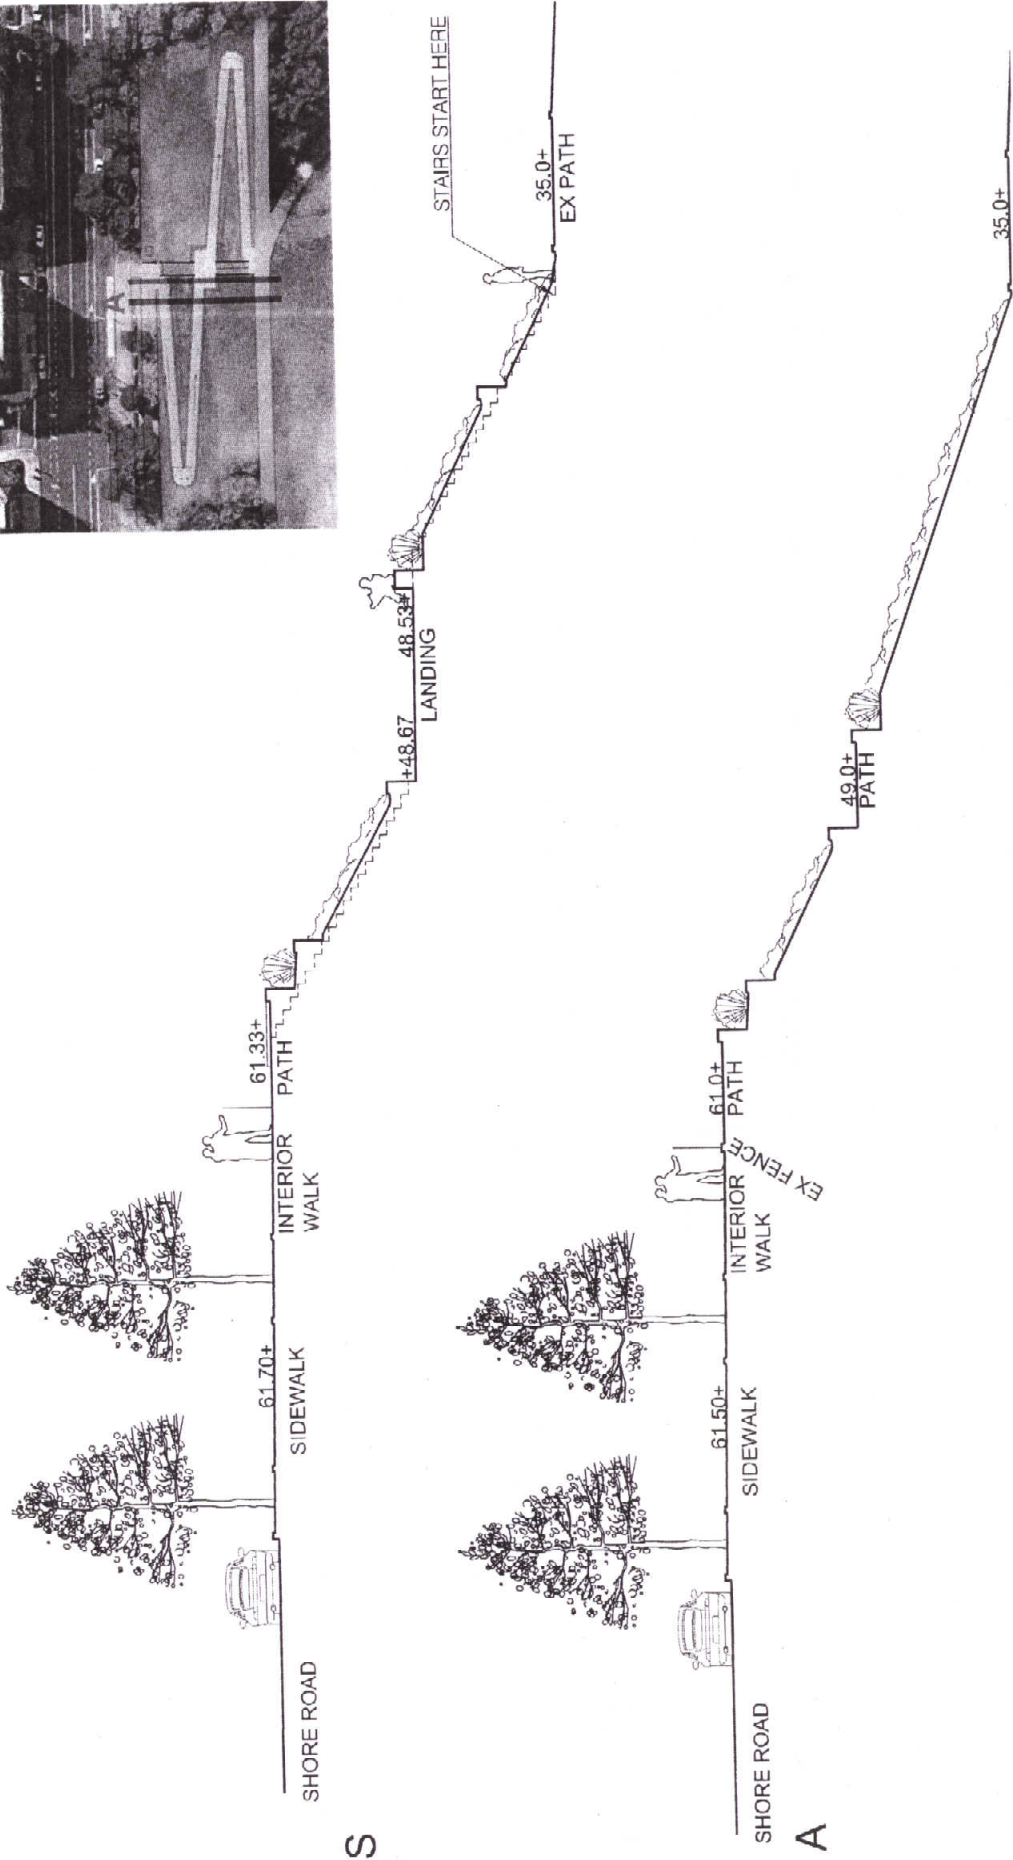 A
STAIRS START HERE
SHORE ROAD
SIDEWALK
61.70+
INTERIOR
WALK
61.33+
PATH
+48.67
48.53+
LANDING
35.0+
EX PATH
S
SHORE ROAD
SIDEWALK
61.50+
INTERIOR
WALK
EX FENCE
61.0+
PATH
49.0+
PATH
35.0+
A